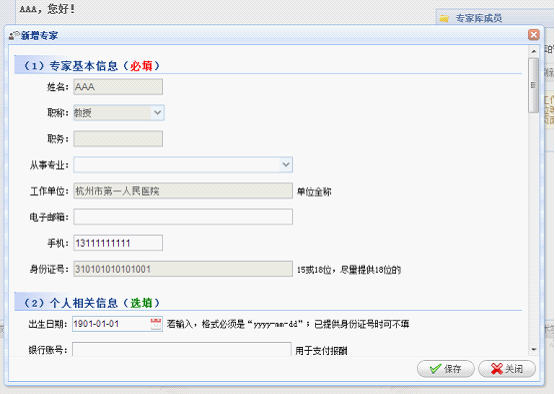 AAA，您好！
专家库成员
新增专家
（1）专家基本信息（必填）
姓名： AAA
职称： 教授
职务：
从事专业：
工作单位： 杭州市第一人民医院 单位全称
电子邮箱：
手机： 13111111111
身份证号： 310101010101001 15或18位，尽量提供18位的
（2）个人相关信息（选填）
出生日期： 1901-01-01 若输入，格式必须是“yyyy-mm-dd”；已提供身份证号时可不填
银行账号： 用于支付报酬
保存 关闭